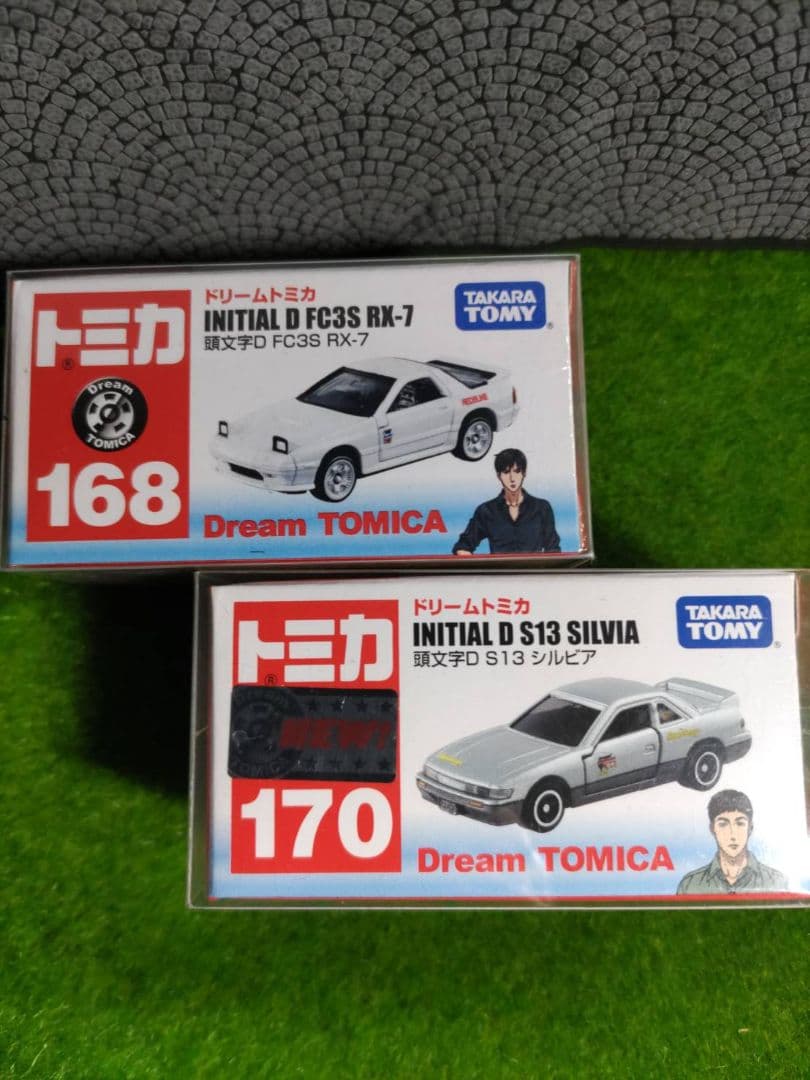 ドリームトミカ
INITIAL D FC3S RX-7
頭文字D FC3S RX-7
TAKARA
TOMY
®
トミカ
®
Dream
TOMICA
168
REDSUNS
Dream TOMICA
ドリームトミカ
INITIAL D S13 SILVIA
頭文字D S13 シルビア
TAKARA
TOMY
®
トミカ
®
NEW!
170
Dream TOMICA